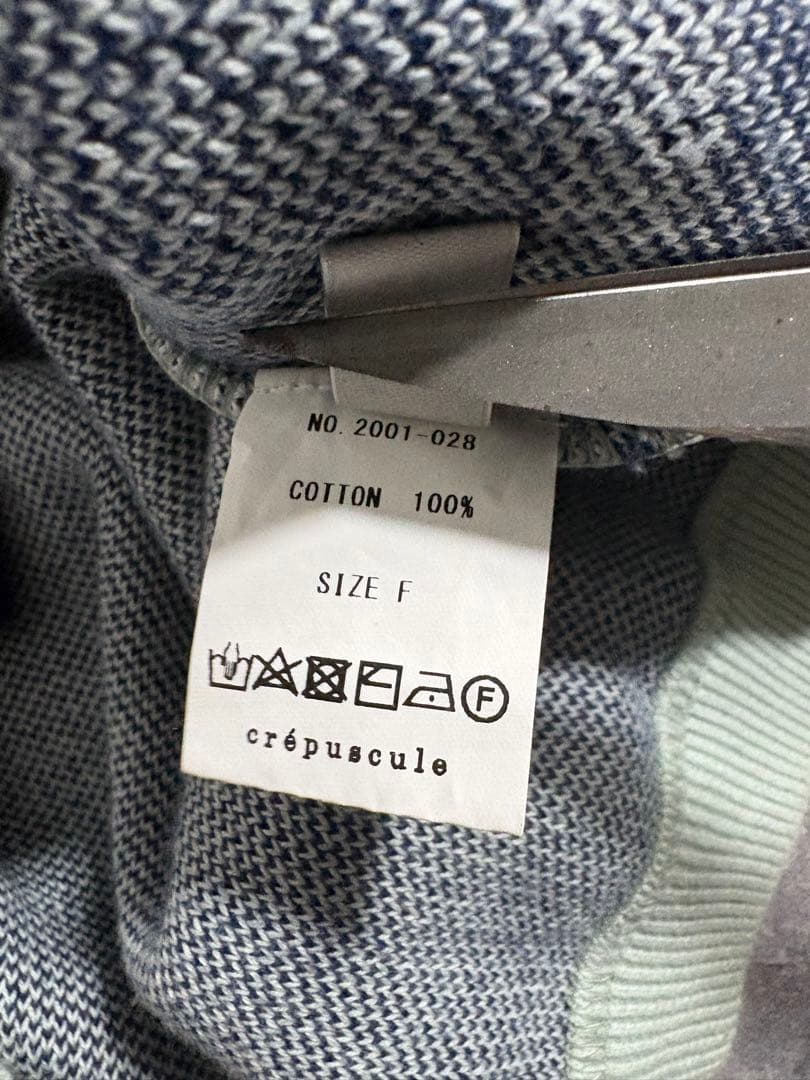 NO. 2001-028
COTTON 100%
SIZE F
F
crépuscule